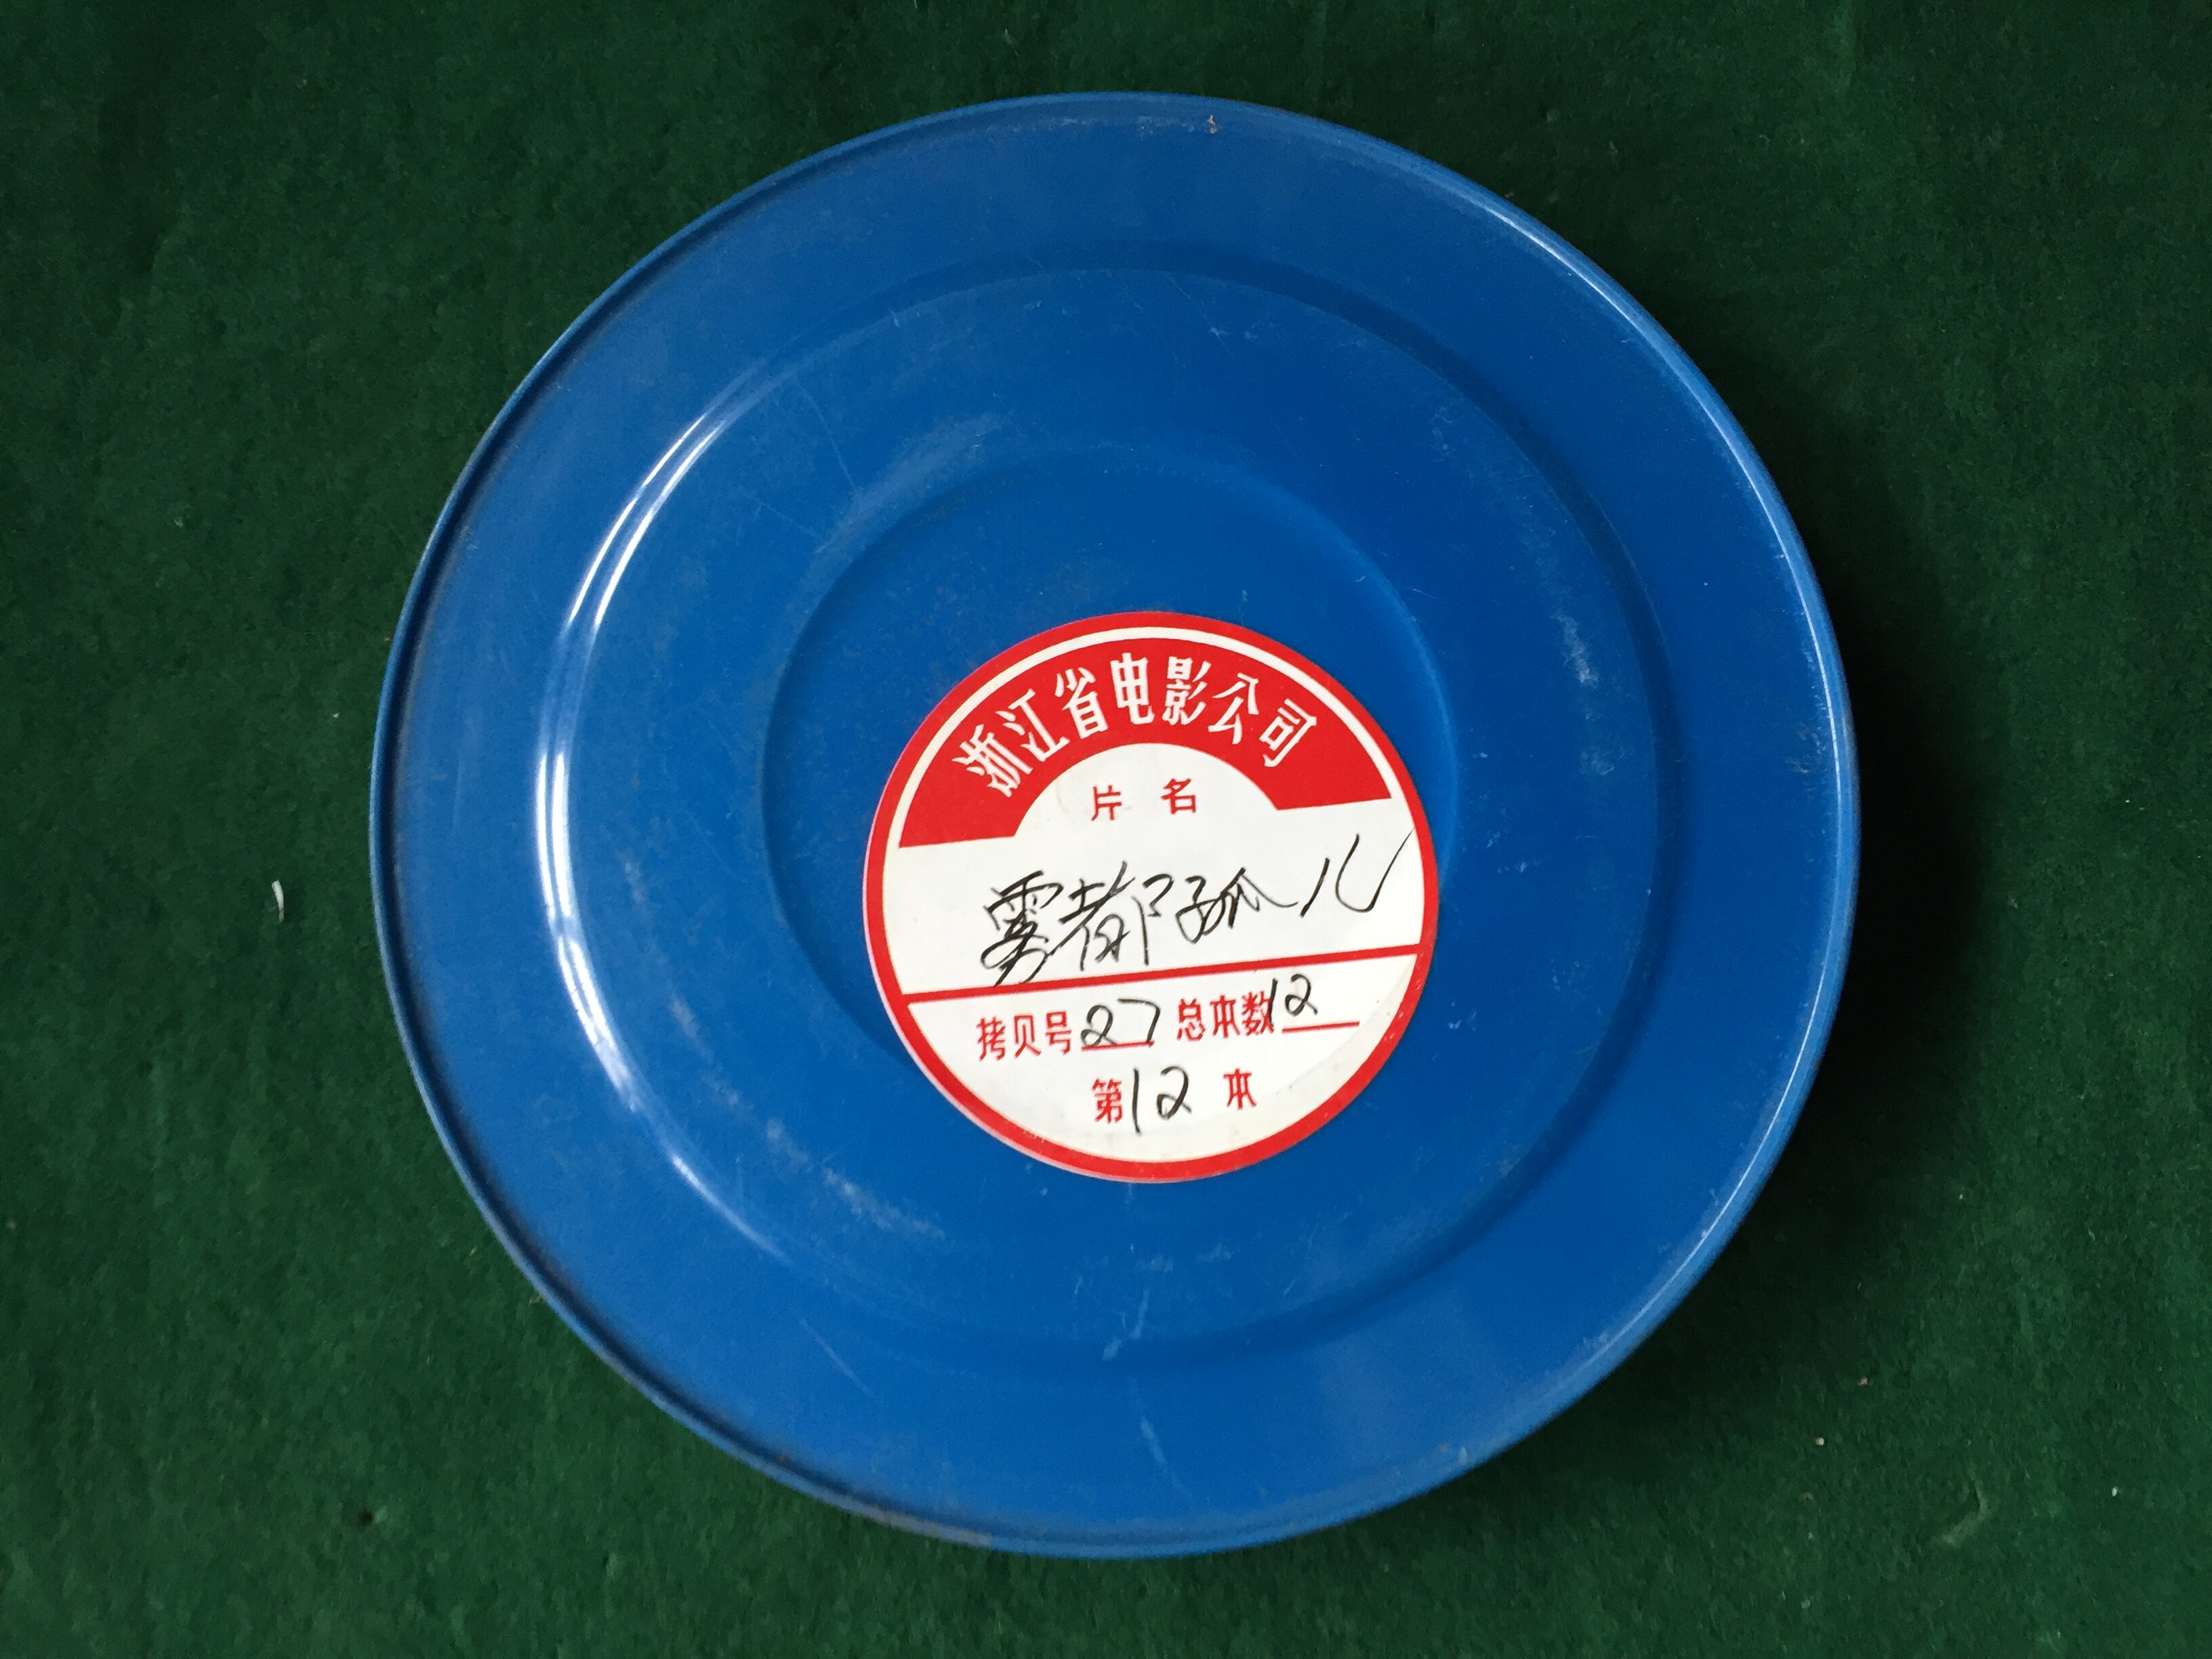 浙江省电影公司
片名
雾都孤儿
拷贝号27 总本数12
第12本